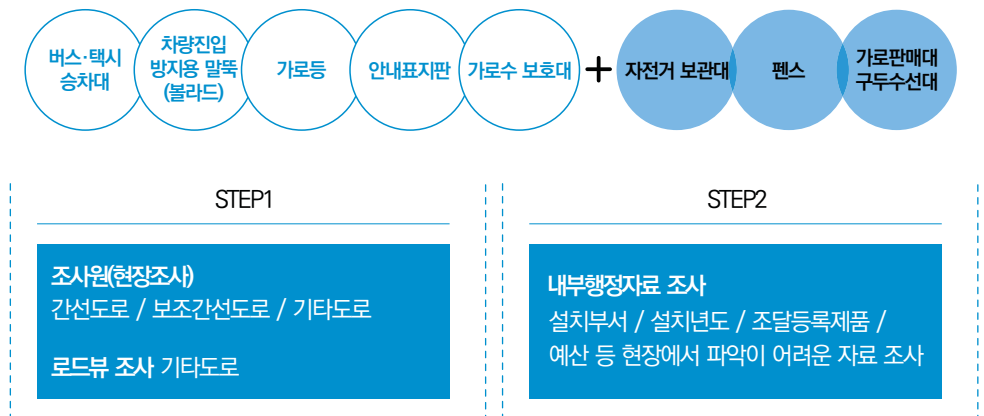 버스·택시
승차대
차량진입
방지용 말뚝
(볼라드)
가로등
안내표지판
가로수 보호대
+
자전거 보관대
펜스
가로판매대
구두수선대
STEP1
조사원(현장조사)
간선도로 / 보조간선도로 / 기타도로
로드뷰 조사 기타도로
STEP2
내부행정자료 조사
설치부서 / 설치년도 / 조달등록제품 /
예산 등 현장에서 파악이 어려운 자료 조사